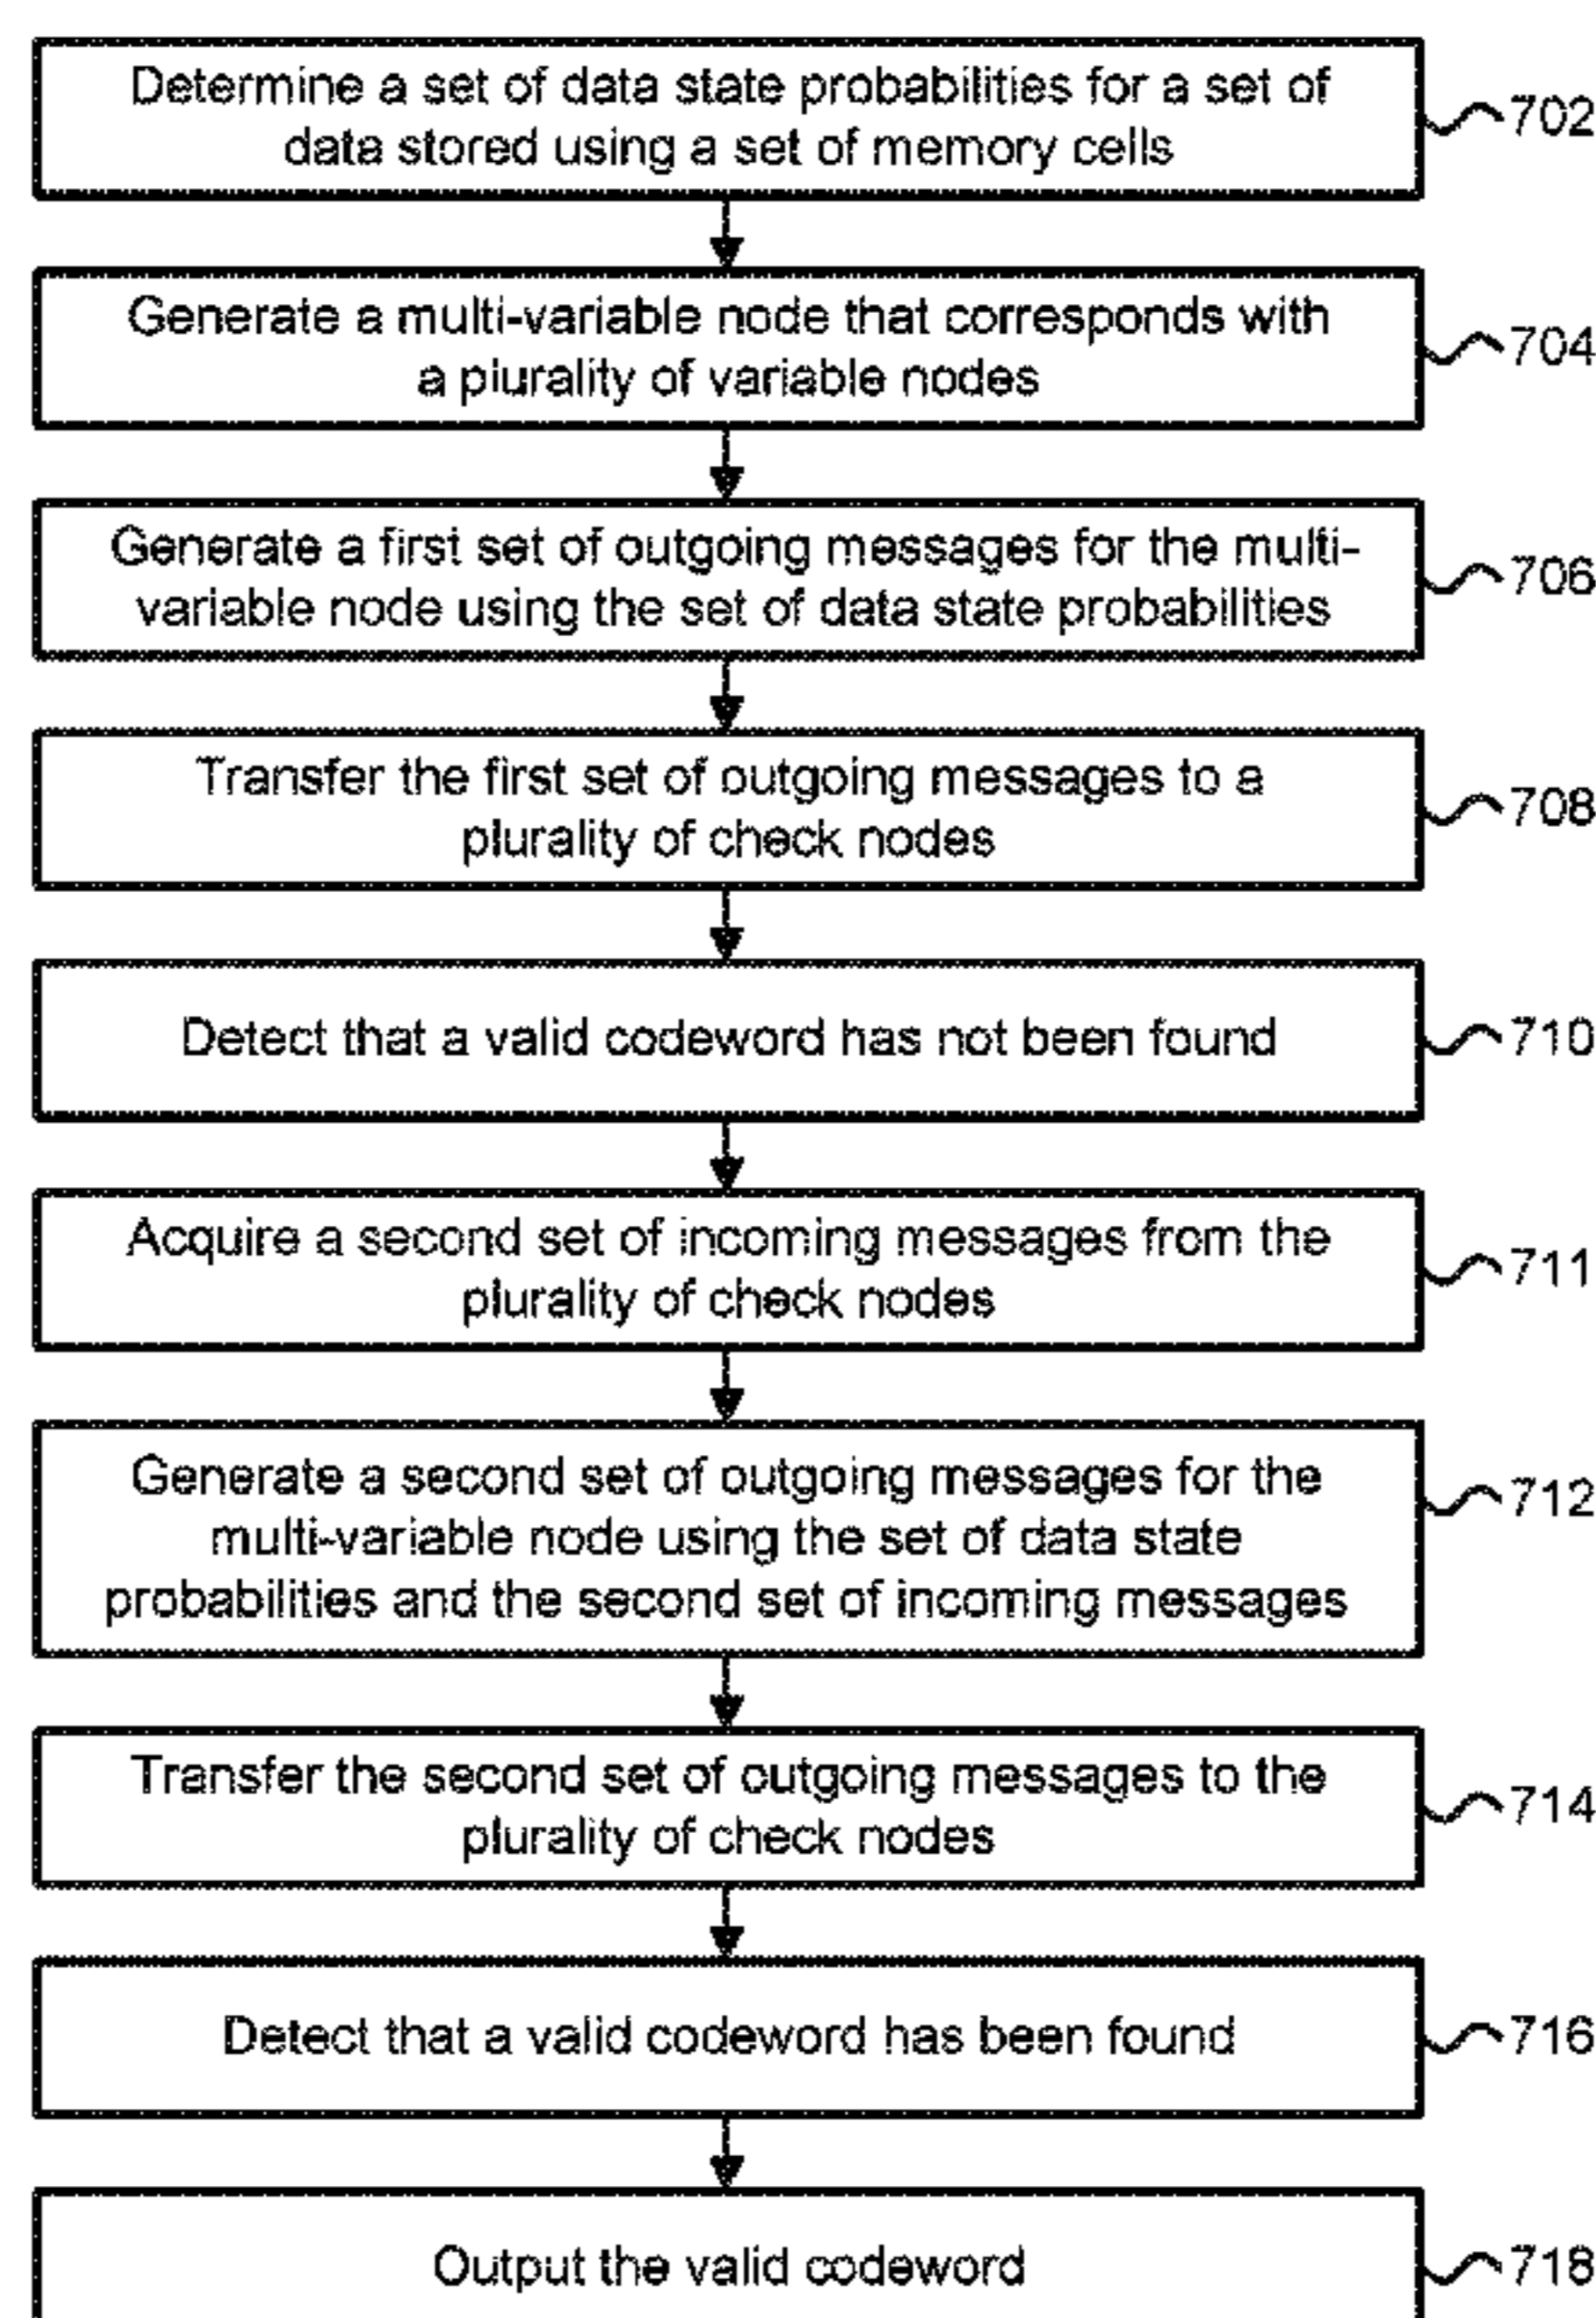 Determine a set of data state probabilities for a set of
data stored using a set of memory cells
702
Generate a multi-variable node that corresponds with
a plurality of variable nodes
704
Generate a first set of outgoing messages for the multi-
variable node using the set of data state probabilities
706
Transfer the first set of outgoing messages to a
plurality of check nodes
708
Detect that a valid codeword has not been found
710
Acquire a second set of incoming messages from the
plurality of check nodes
711
Generate a second set of outgoing messages for the
multi-variable node using the set of data state
probabilities and the second set of incoming messages
712
Transfer the second set of outgoing messages to the
plurality of check nodes
714
Detect that a valid codeword has been found
716
Output the valid codeword
718